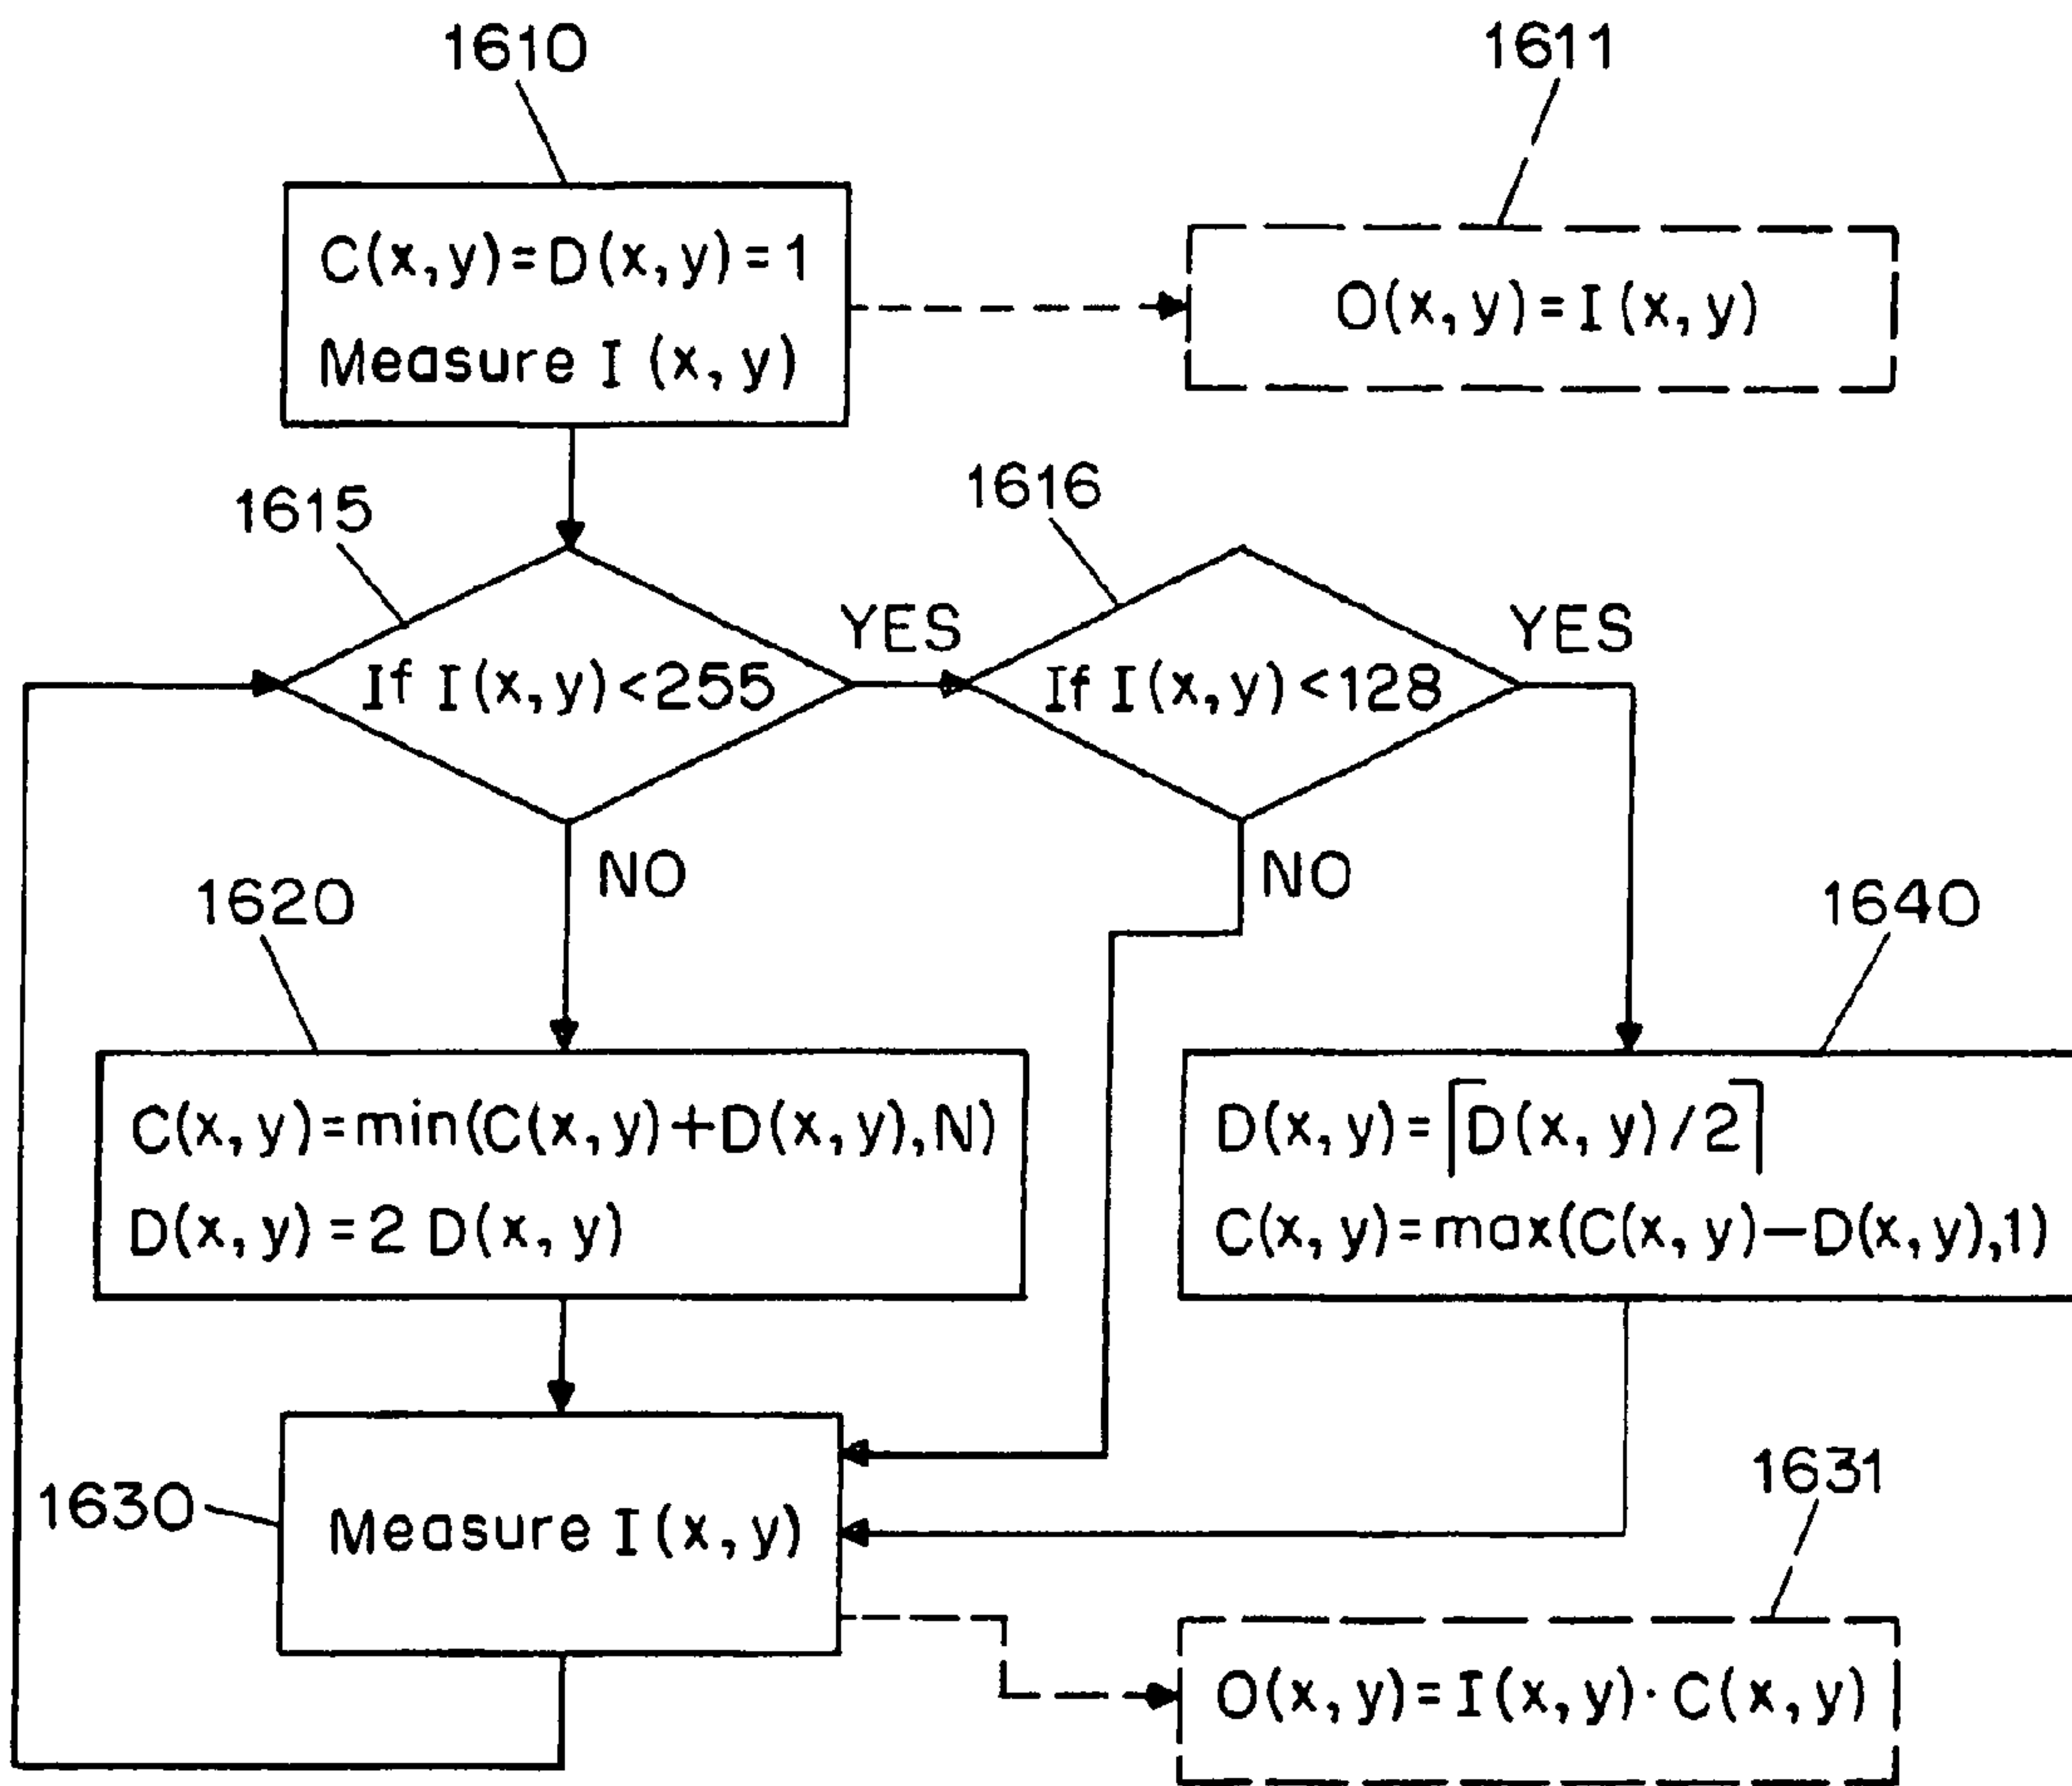 1610
1611
C(x,y)=D(x,y)=1
Measure I(x,y)
O(x,y)=I(x,y)
1615
1616
If I(x,y)<255
YES
If I(x,y)<128
YES
NO
NO
1620
1640
C(x,y)=min(C(x,y)+D(x,y),N)
D(x,y)=2 D(x,y)
D(x,y)=⌈D(x,y)/2⌉
C(x,y)=max(C(x,y)−D(x,y),1)
1630
Measure I(x,y)
1631
O(x,y)=I(x,y)·C(x,y)